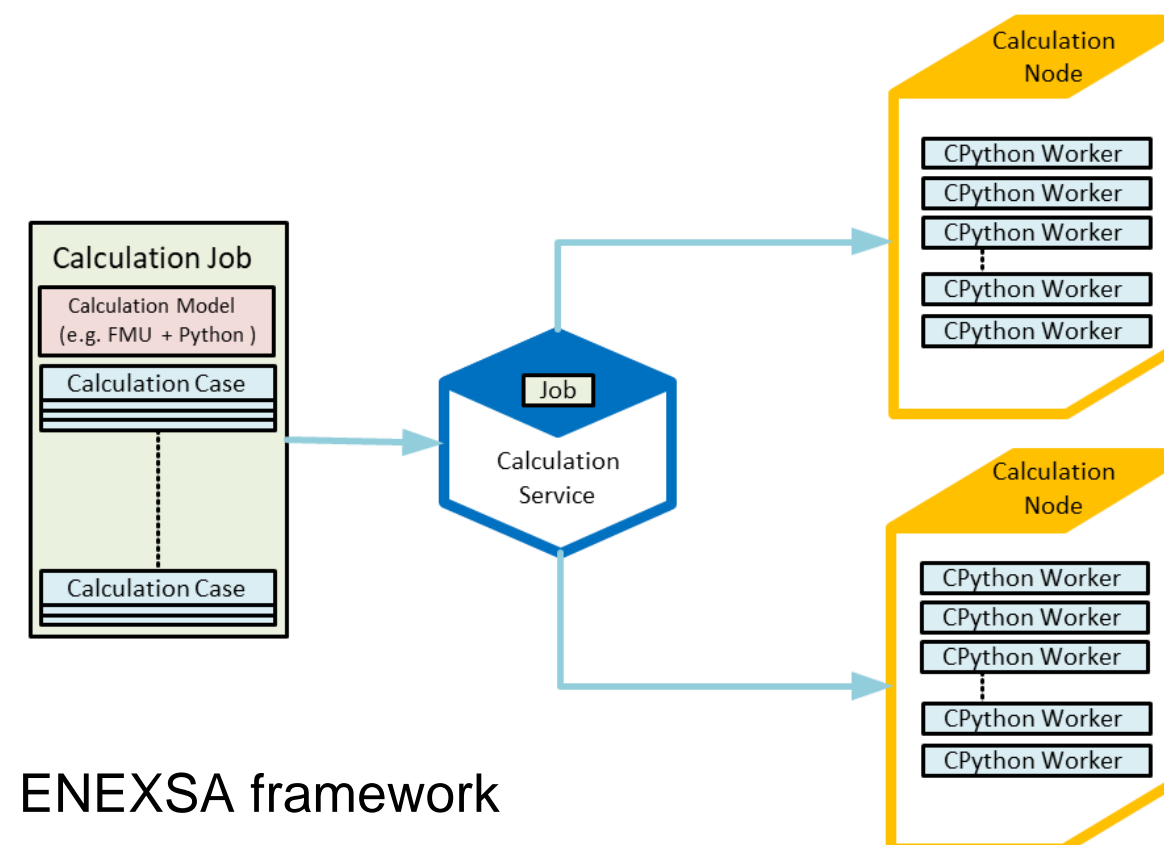 Calculation Job
Calculation Model
(e.g. FMU + Python )
Calculation Case
Calculation Case
Job
Calculation
Service
Calculation
Node
CPython Worker
CPython Worker
CPython Worker
CPython Worker
CPython Worker
Calculation
Node
CPython Worker
CPython Worker
CPython Worker
CPython Worker
CPython Worker
ENEXSA framework